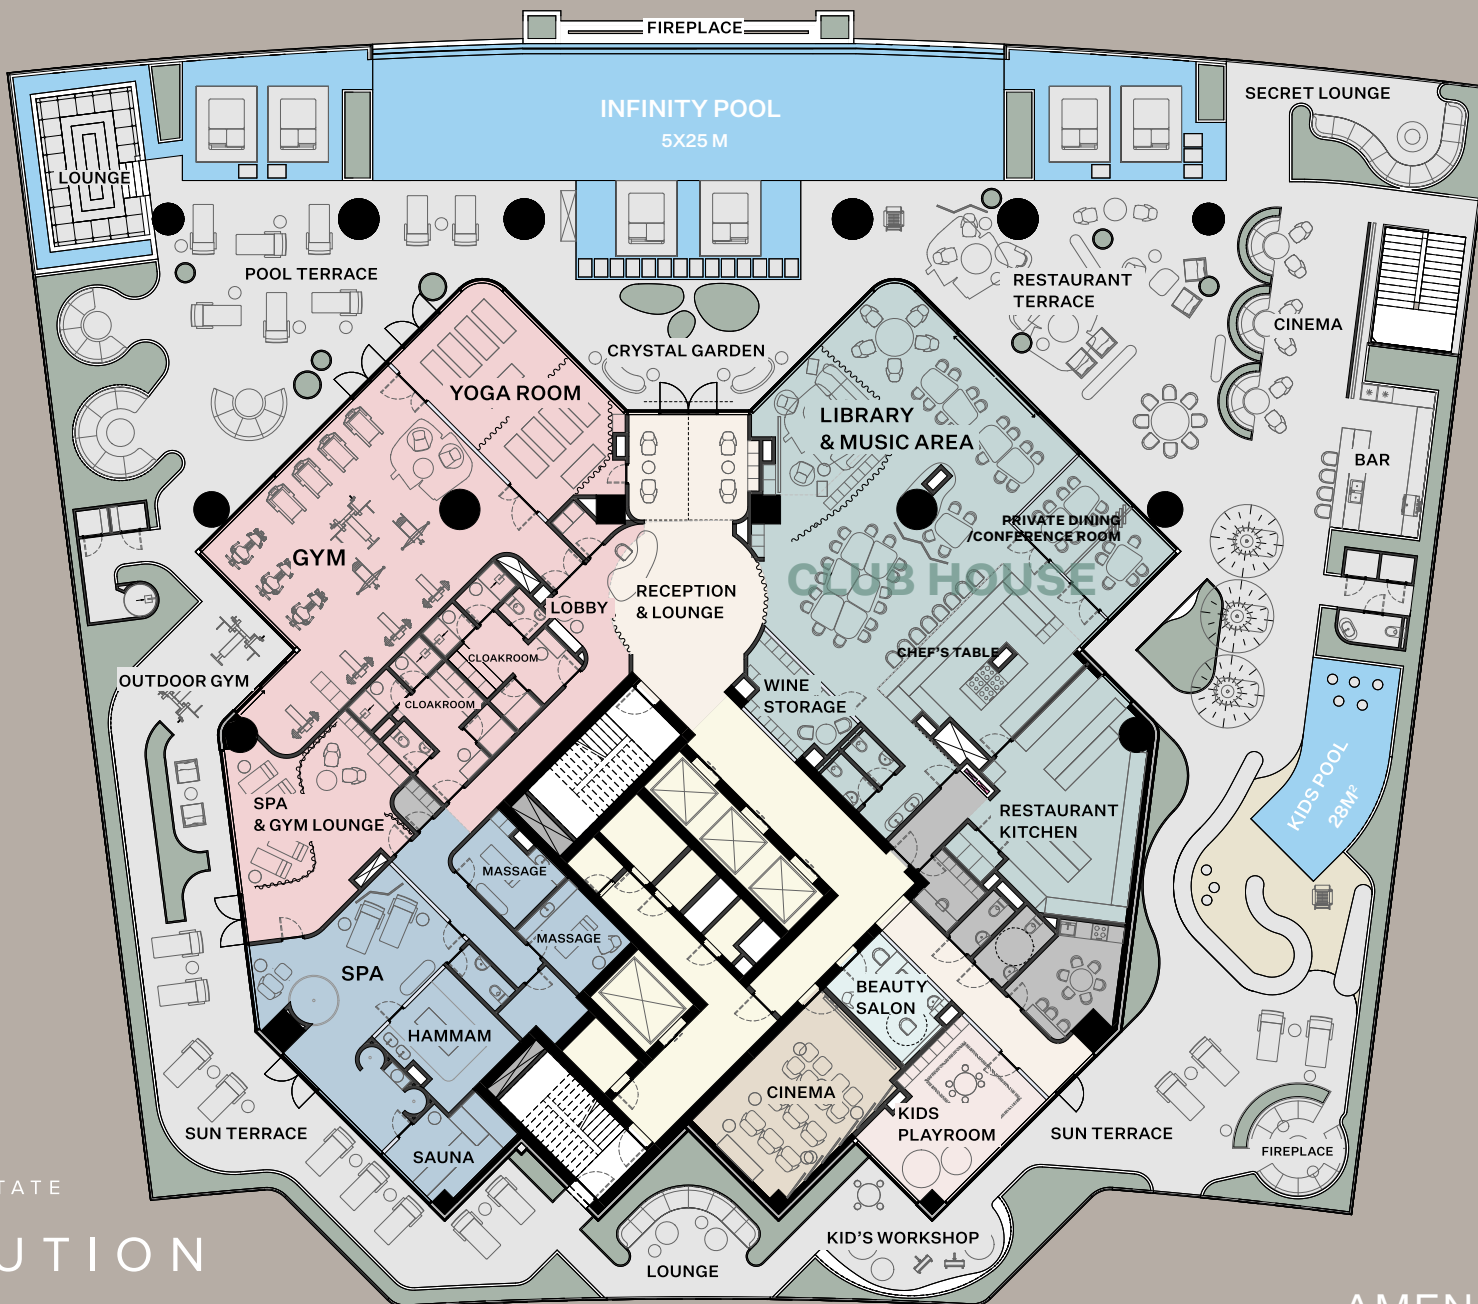 FIREPLACE
INFINITY POOL
5X25 M
SECRET LOUNGE
LOUNGE
POOL TERRACE
RESTAURANT
TERRACE
CINEMA
CRYSTAL GARDEN
YOGA ROOM
LIBRARY
& MUSIC AREA
BAR
PRIVATE DINING
/CONFERENCE ROOM
GYM
CLUB HOUSE
RECEPTION
& LOUNGE
LOBBY
CHEF'S TABLE
CLOAKROOM
OUTDOOR GYM
WINE
STORAGE
CLOAKROOM
KIDS POOL
28M²
SPA
& GYM LOUNGE
RESTAURANT
KITCHEN
MASSAGE
MASSAGE
SPA
BEAUTY
SALON
HAMMAM
CINEMA
KIDS
PLAYROOM
SUN TERRACE
SUN TERRACE
FIREPLACE
SAUNA
TATE
KID'S WORKSHOP
UTION
LOUNGE
AMEN